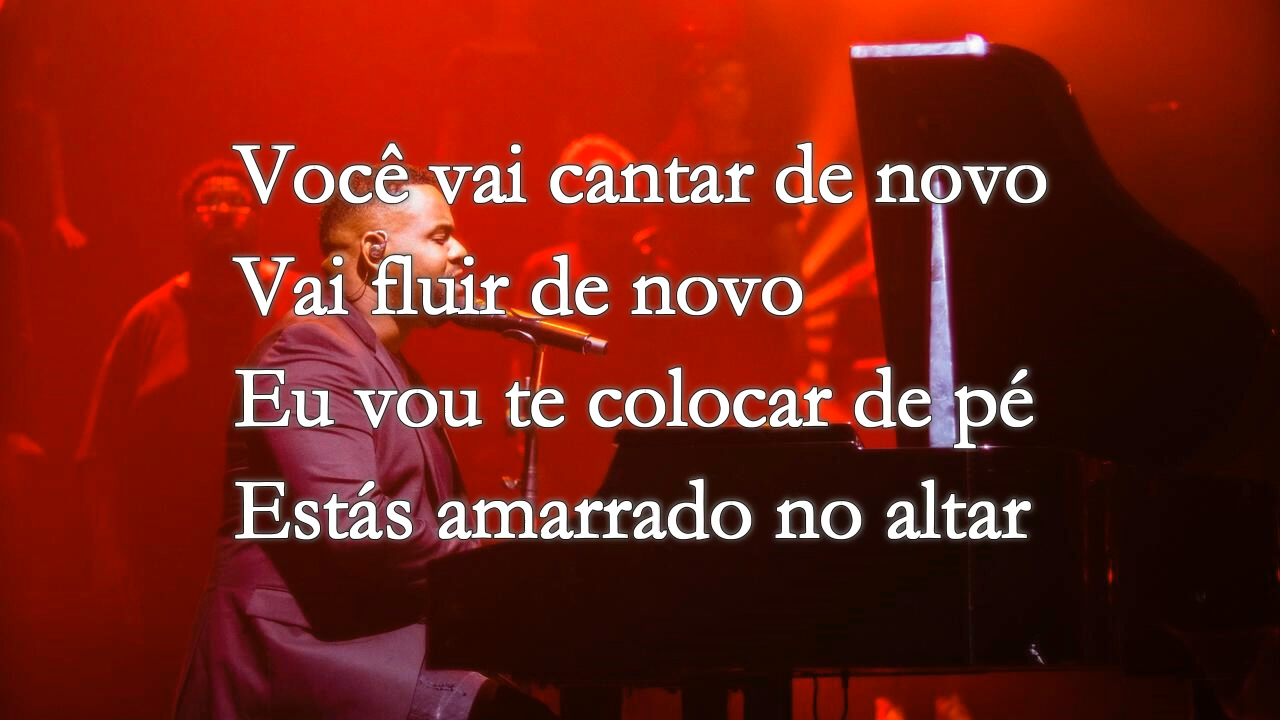 Você vai cantar de novo
Vai fluir de novo
Eu vou te colocar de pé
Estás amarrado no altar